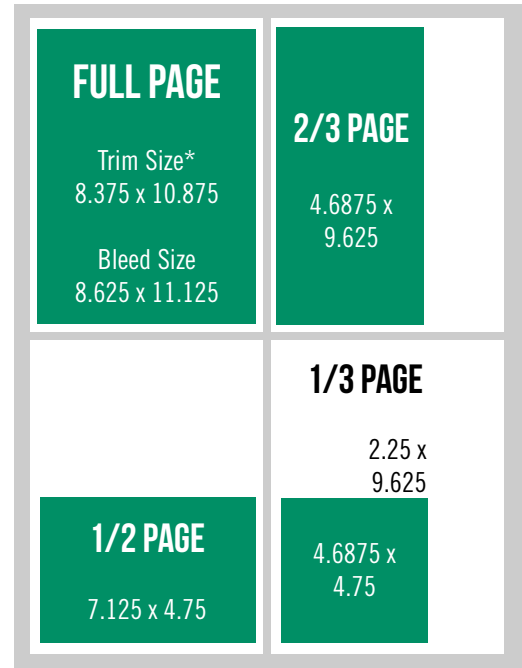 FULL PAGE
Trim Size*
8.375 x 10.875
Bleed Size
8.625 x 11.125
2/3 PAGE
4.6875 x
9.625
1/2 PAGE
7.125 x 4.75
1/3 PAGE
2.25 x
9.625
4.6875 x
4.75